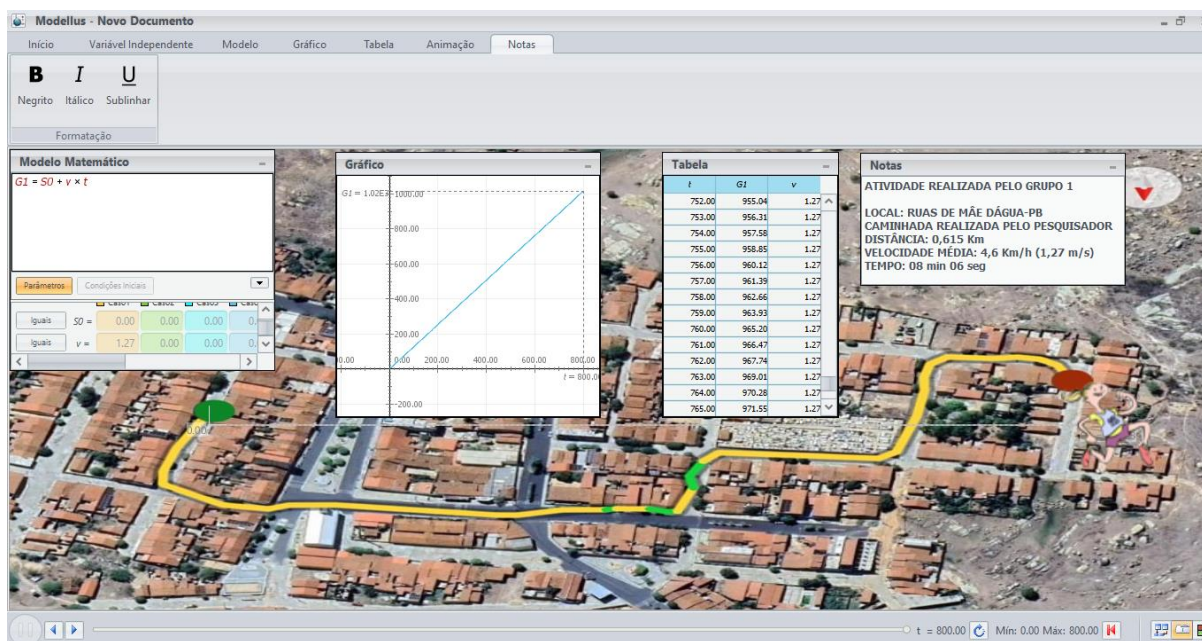 Modellus - Novo Documento
Início Variável Independente Modelo Gráfico Tabela Animação Notas
B I U
Negrito Itálico Sublinhar
Formatação
Modelo Matemático
G1 = S0 + v × t
Parâmetros Condições Iniciais
Iguais S0 = 0.00 0.00 0.00
Iguais v = 1.27 0.00 0.00
Gráfico
G1 = 1.02E3 1000.00
800.00
600.00
400.00
200.00
0.00 200.00 400.00 600.00 800.00
t = 800.00
-200.00
Tabela
t G1 v
752.00 955.04 1.27
753.00 956.31 1.27
754.00 957.58 1.27
755.00 958.85 1.27
756.00 960.12 1.27
757.00 961.39 1.27
758.00 962.66 1.27
759.00 963.93 1.27
760.00 965.20 1.27
761.00 966.47 1.27
762.00 967.74 1.27
763.00 969.01 1.27
764.00 970.28 1.27
765.00 971.55 1.27
Notas
ATIVIDADE REALIZADA PELO GRUPO 1
LOCAL: RUAS DE MÃE DÁGUA-PB
CAMINHADA REALIZADA PELO PESQUISADOR
DISTÂNCIA: 0,615 Km
VELOCIDADE MÉDIA: 4,6 Km/h (1,27 m/s)
TEMPO: 08 min 06 seg
0.00
t = 800.00 Mín: 0.00 Máx: 800.00